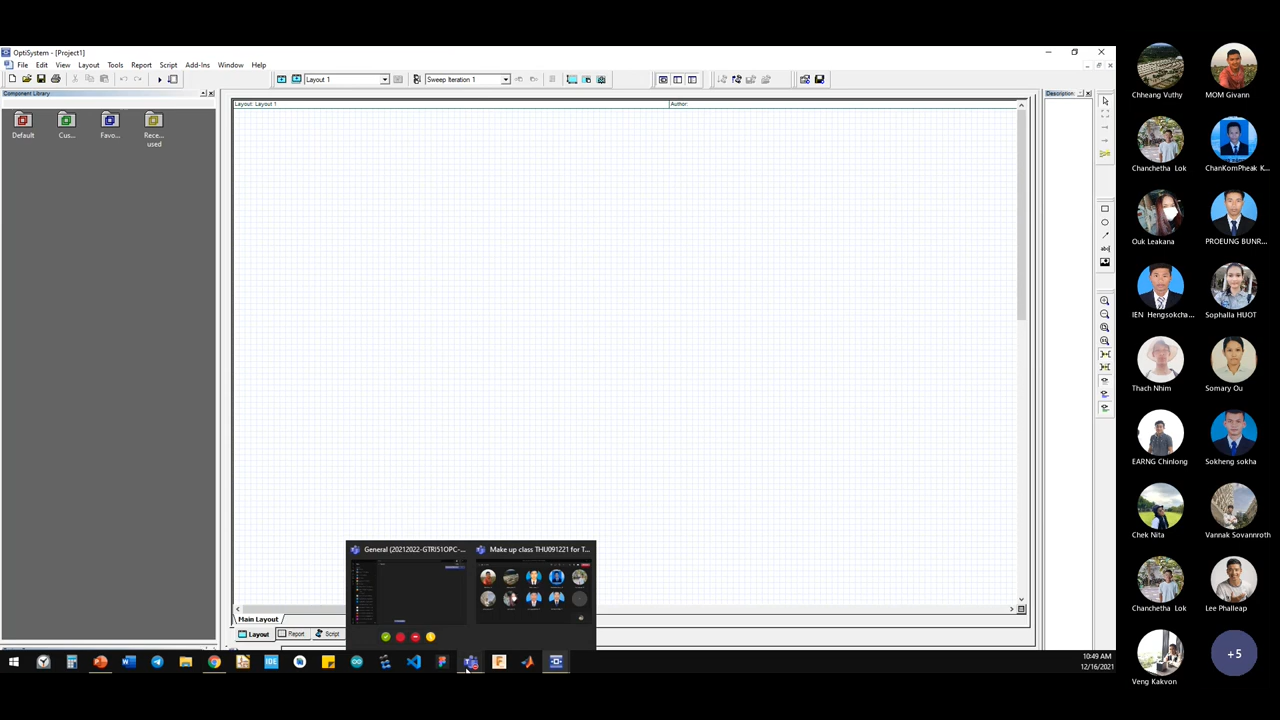 OptiSystem - [Project1]
File Edit View Layout Tools Report Script Add-Ins Window Help
Layout 1
Sweep Iteration 1
Component Library
Description
Default
Cus...
Favo...
Rece...
used
Layout: Layout 1
Author:
General (20212022-GTRI51OPC-...
Make up class THU091221 for T...
Main Layout
Layout
Report
Script
10:49 AM
12/16/2021
Chheang Vuthy
MOM Givann
Chanchetha Lok
ChanKomPheak K...
Ouk Leakana
PROEUNG BUNR...
IEN Hengsokcha...
Sophalla HUOT
Thach Nhim
Somary Ou
EARNG Chinlong
Sokheng sokha
Chek Nita
Vannak Sovannroth
Chanchetha Lok
Lee Phalleap
Veng Kakvon
+5